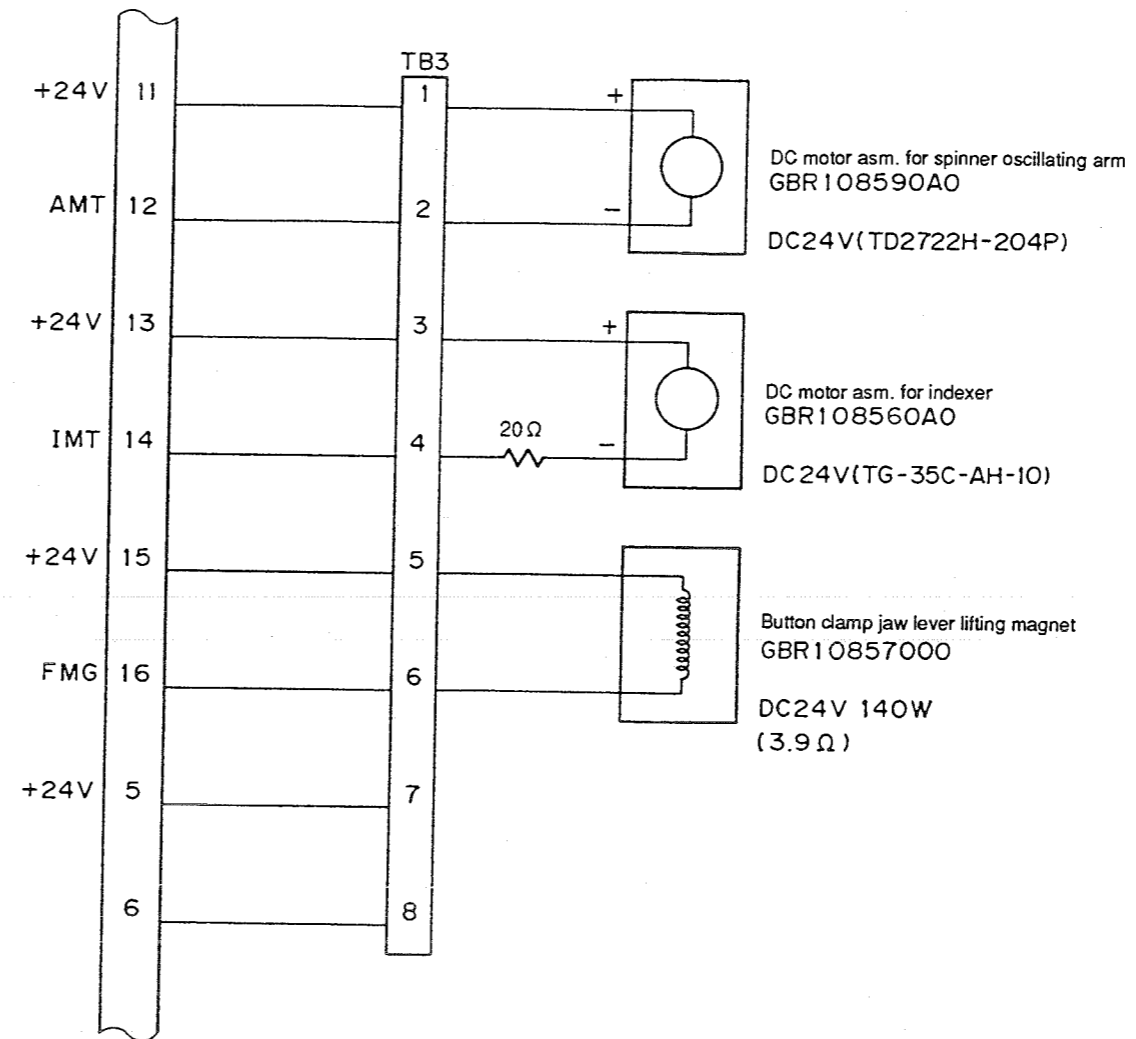 TB3
+24V 11 1 +
DC motor asm. for spinner oscillating arm
GBR108590A0
AMT 12 2 −
DC24V(TD2722H-204P)
+24V 13 3 +
DC motor asm. for indexer
GBR108560A0
IMT 14 4 20Ω −
DC24V(TG-35C-AH-10)
+24V 15 5
Button clamp jaw lever lifting magnet
GBR10857000
FMG 16 6
DC24V 140W
(3.9Ω)
+24V 5 7
6 8